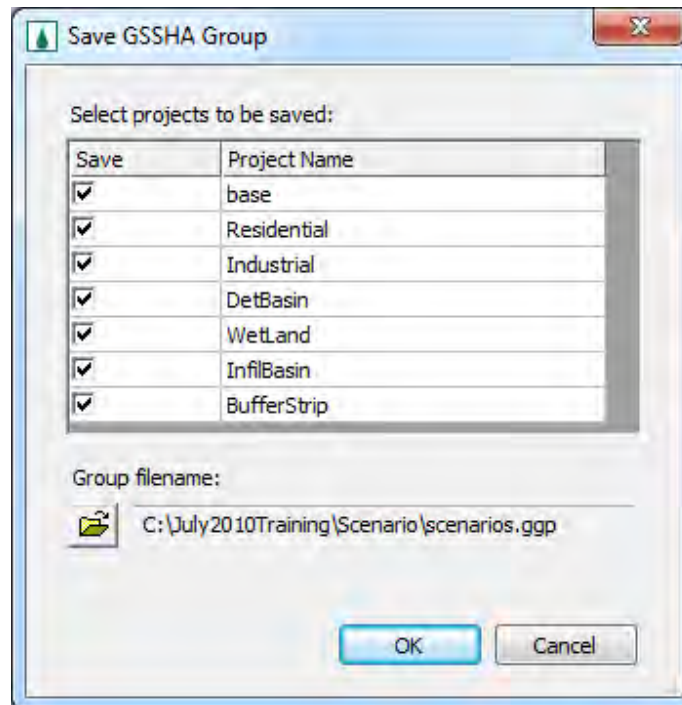 Save GSSHA Group
Select projects to be saved:
Save Project Name
base
Residential
Industrial
DetBasin
WetLand
InfilBasin
BufferStrip
Group filename:
C:\July2010Training\Scenario\scenarios.ggp
OK Cancel